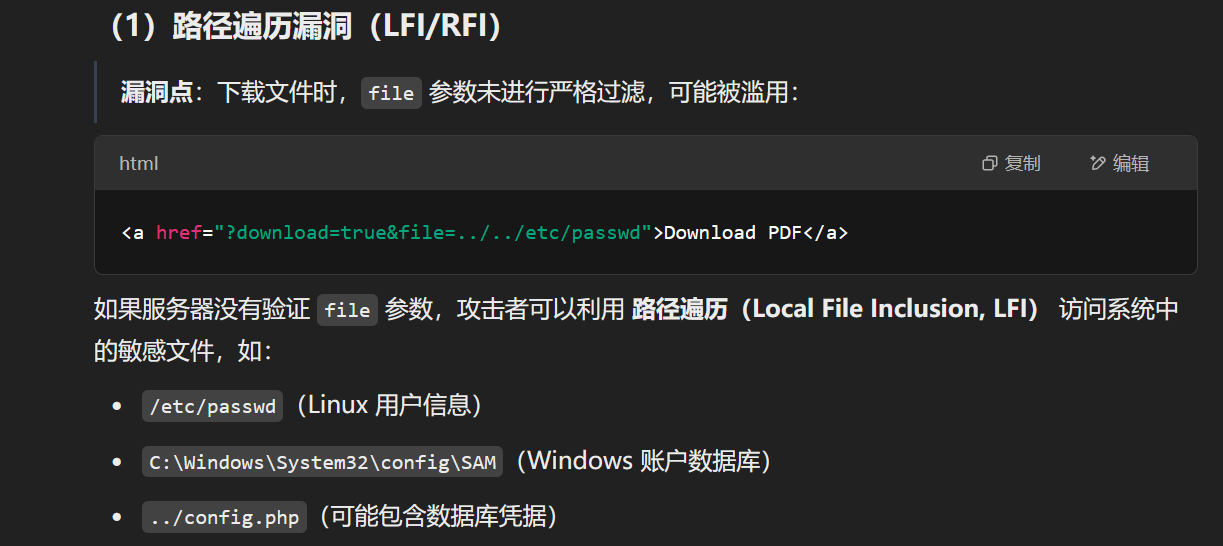 （1）路径遍历漏洞（LFI/RFI）
漏洞点：下载文件时，file 参数未进行严格过滤，可能被滥用：
html 复制 编辑
<a href="?download=true&file=../../etc/passwd">Download PDF</a>
如果服务器没有验证 file 参数，攻击者可以利用 路径遍历（Local File Inclusion, LFI） 访问系统中
的敏感文件，如：
• /etc/passwd（Linux 用户信息）
• C:\Windows\System32\config\SAM（Windows 账户数据库）
• ../config.php（可能包含数据库凭据）